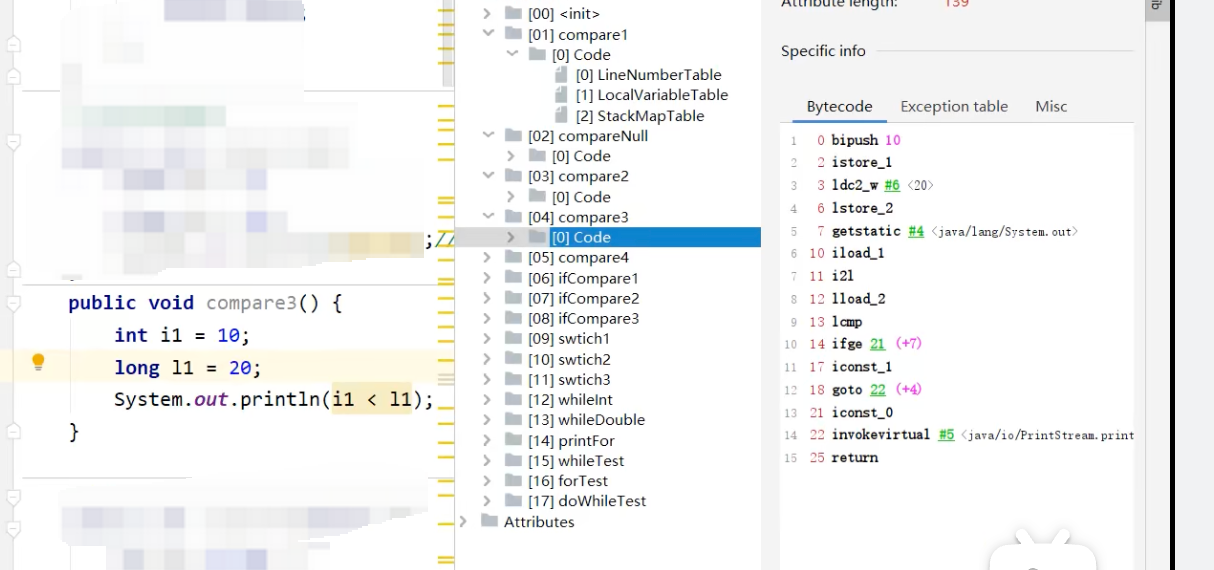 ;//
public void compare3() {
int i1 = 10;
long l1 = 20;
System.out.println(i1 < l1);
}
[00] <init>
[01] compare1
[0] Code
[0] LineNumberTable
[1] LocalVariableTable
[2] StackMapTable
[02] compareNull
[0] Code
[03] compare2
[0] Code
[04] compare3
[0] Code
[05] compare4
[06] ifCompare1
[07] ifCompare2
[08] ifCompare3
[09] swtich1
[10] swtich2
[11] swtich3
[12] whileInt
[13] whileDouble
[14] printFor
[15] whileTest
[16] forTest
[17] doWhileTest
Attributes
Attribute length: 139
Specific info
Bytecode Exception table Misc
1 0 bipush 10
2 2 istore_1
3 3 ldc2_w #6 <20>
4 6 lstore_2
5 7 getstatic #4 <java/lang/System.out>
6 10 iload_1
7 11 i2l
8 12 lload_2
9 13 lcmp
10 14 ifge 21 (+7)
11 17 iconst_1
12 18 goto 22 (+4)
13 21 iconst_0
14 22 invokevirtual #5 <java/io/PrintStream.print
15 25 return